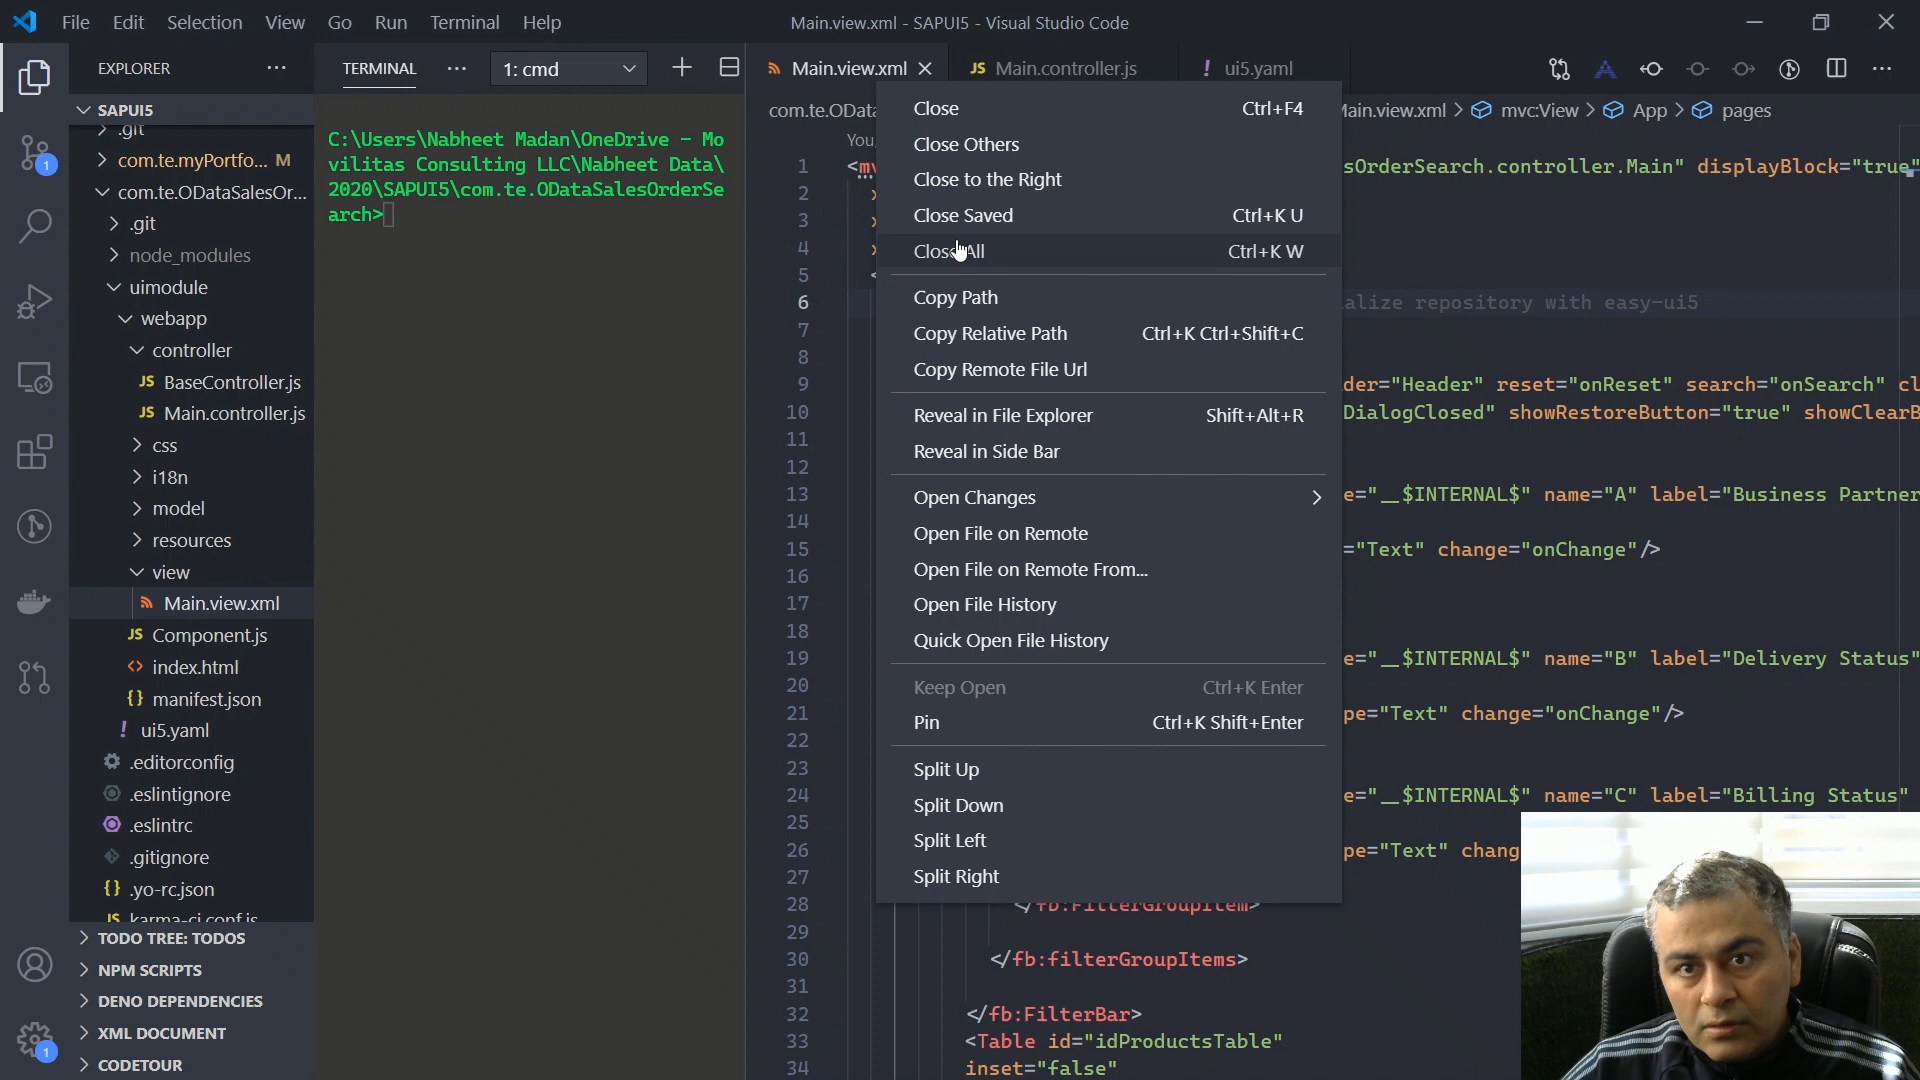 File Edit Selection View Go Run Terminal Help
Main.view.xml - SAPUI5 - Visual Studio Code
EXPLORER
SAPUI5
.git
com.te.myPortfo... M
com.te.ODataSalesOr...
.git
node_modules
uimodule
webapp
controller
JS BaseController.js
JS Main.controller.js
css
i18n
model
resources
view
Main.view.xml
JS Component.js
index.html
manifest.json
ui5.yaml
.editorconfig
.eslintignore
.eslintrc
.gitignore
.yo-rc.json
JS karma-ci.conf.js
TODO TREE: TODOS
NPM SCRIPTS
DENO DEPENDENCIES
XML DOCUMENT
CODETOUR
1
1
TERMINAL ... 1: cmd
C:\Users\Nabheet Madan\OneDrive - Mo
vilitas Consulting LLC\Nabheet Data\
2020\SAPUI5\com.te.ODataSalesOrderSe
arch>
Main.view.xml JS Main.controller.js ! ui5.yaml
com.te.OData
Main.view.xml > mvc:View > App > pages
You
1 <mv
sOrderSearch.controller.Main" displayBlock="true"
2
3
4
5 <
6
alize repository with easy-ui5
7
8
9
der="Header" reset="onReset" search="onSearch" cl
10
DialogClosed" showRestoreButton="true" showClearB
11
12
13
e="__$INTERNAL$" name="A" label="Business Partner
14
15
="Text" change="onChange"/>
16
17
18
19
e="__$INTERNAL$" name="B" label="Delivery Status"
20
21
pe="Text" change="onChange"/>
22
23
24
e="__$INTERNAL$" name="C" label="Billing Status"
25
26
pe="Text" chang
27
28 </fb:FilterGroupItem>
29
30 </fb:filterGroupItems>
31
32 </fb:FilterBar>
33 <Table id="idProductsTable"
34 inset="false"
Close Ctrl+F4
Close Others
Close to the Right
Close Saved Ctrl+K U
Close All Ctrl+K W
Copy Path
Copy Relative Path Ctrl+K Ctrl+Shift+C
Copy Remote File Url
Reveal in File Explorer Shift+Alt+R
Reveal in Side Bar
Open Changes
Open File on Remote
Open File on Remote From...
Open File History
Quick Open File History
Keep Open Ctrl+K Enter
Pin Ctrl+K Shift+Enter
Split Up
Split Down
Split Left
Split Right